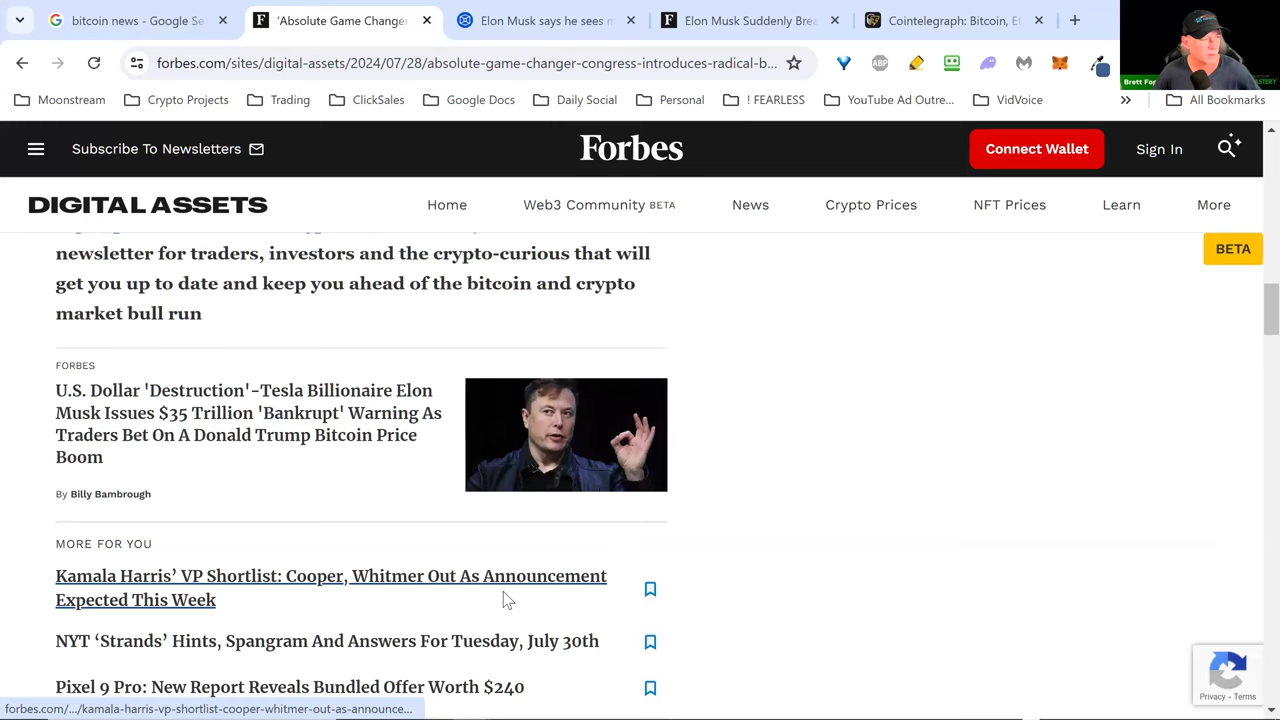 bitcoin news - Google Se
'Absolute Game Changer
Elon Musk says he sees m
Elon Musk Suddenly Brea
Cointelegraph: Bitcoin, Et
forbes.com/sites/digital-assets/2024/07/28/absolute-game-changer-congress-introduces-radical-b...
ABP
Brett For
Moonstream
Crypto Projects
Trading
ClickSales
Google Docs
Daily Social
Personal
! FEARLESS
YouTube Ad Outre...
VidVoice
All Bookmarks
Subscribe To Newsletters
Forbes
Connect Wallet
Sign In
DIGITAL ASSETS
Home
Web3 Community BETA
News
Crypto Prices
NFT Prices
Learn
More
BETA
newsletter for traders, investors and the crypto-curious that will
get you up to date and keep you ahead of the bitcoin and crypto
market bull run
FORBES
U.S. Dollar 'Destruction'-Tesla Billionaire Elon
Musk Issues $35 Trillion 'Bankrupt' Warning As
Traders Bet On A Donald Trump Bitcoin Price
Boom
By Billy Bambrough
MORE FOR YOU
Kamala Harris’ VP Shortlist: Cooper, Whitmer Out As Announcement
Expected This Week
NYT ‘Strands’ Hints, Spangram And Answers For Tuesday, July 30th
Pixel 9 Pro: New Report Reveals Bundled Offer Worth $240
Privacy - Terms
forbes.com/.../kamala-harris-vp-shortlist-cooper-whitmer-out-as-announce...